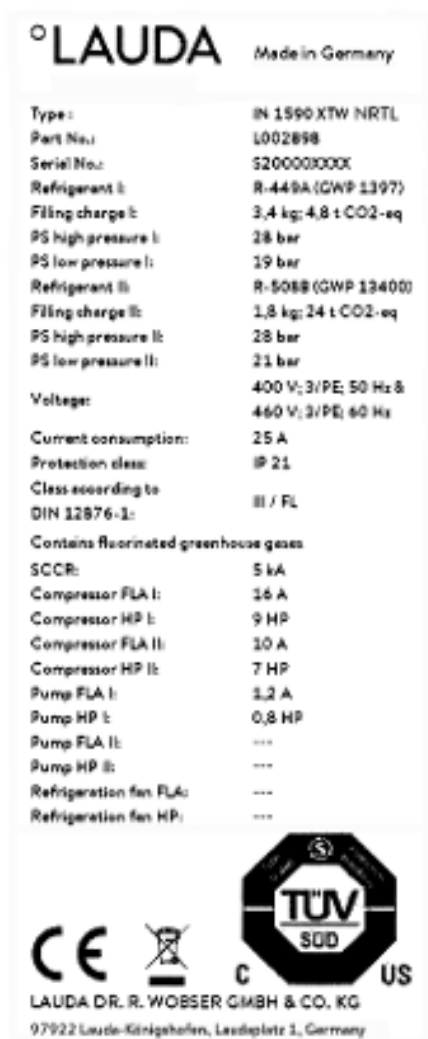 °LAUDA Made in Germany
Type: IN 1590 XTW NRTL
Part No.: L002898
Serial No.: S20000XXXX
Refrigerant I: R-449A (GWP 1397)
Filling charge I: 3,4 kg; 4,8 t CO2-eq
PS high pressure I: 28 bar
PS low pressure I: 19 bar
Refrigerant II: R-508B (GWP 13400)
Filling charge II: 1,8 kg; 24 t CO2-eq
PS high pressure II: 28 bar
PS low pressure II: 21 bar
Voltage: 400 V; 3/PE; 50 Hz &
460 V; 3/PE; 60 Hz
Current consumption: 25 A
Protection class: IP 21
Class according to
DIN 12876-1: III / FL
Contains fluorinated greenhouse gases
SCCR: 5 kA
Compressor FLA I: 16 A
Compressor HP I: 9 HP
Compressor FLA II: 10 A
Compressor HP II: 7 HP
Pump FLA I: 1,2 A
Pump HP I: 0,8 HP
Pump FLA II: ---
Pump HP II: ---
Refrigeration fan FLA: ---
Refrigeration fan HP: ---
TÜV
SÜD
CE
C US
LAUDA DR. R. WOBSER GMBH & CO. KG
97922 Lauda-Königshofen, Laudaplatz 1, Germany